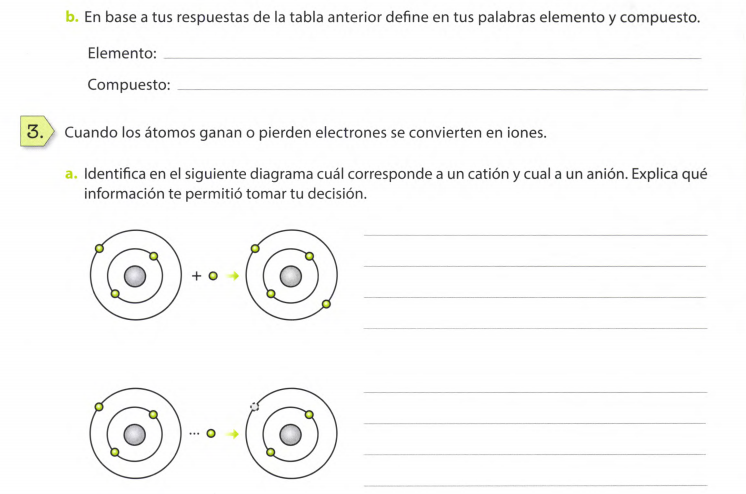 b. En base a tus respuestas de la tabla anterior define en tus palabras elemento y compuesto.
Elemento:
Compuesto:
3. Cuando los átomos ganan o pierden electrones se convierten en iones.
a. Identifica en el siguiente diagrama cuál corresponde a un catión y cual a un anión. Explica qué
información te permitió tomar tu decisión.
+
...